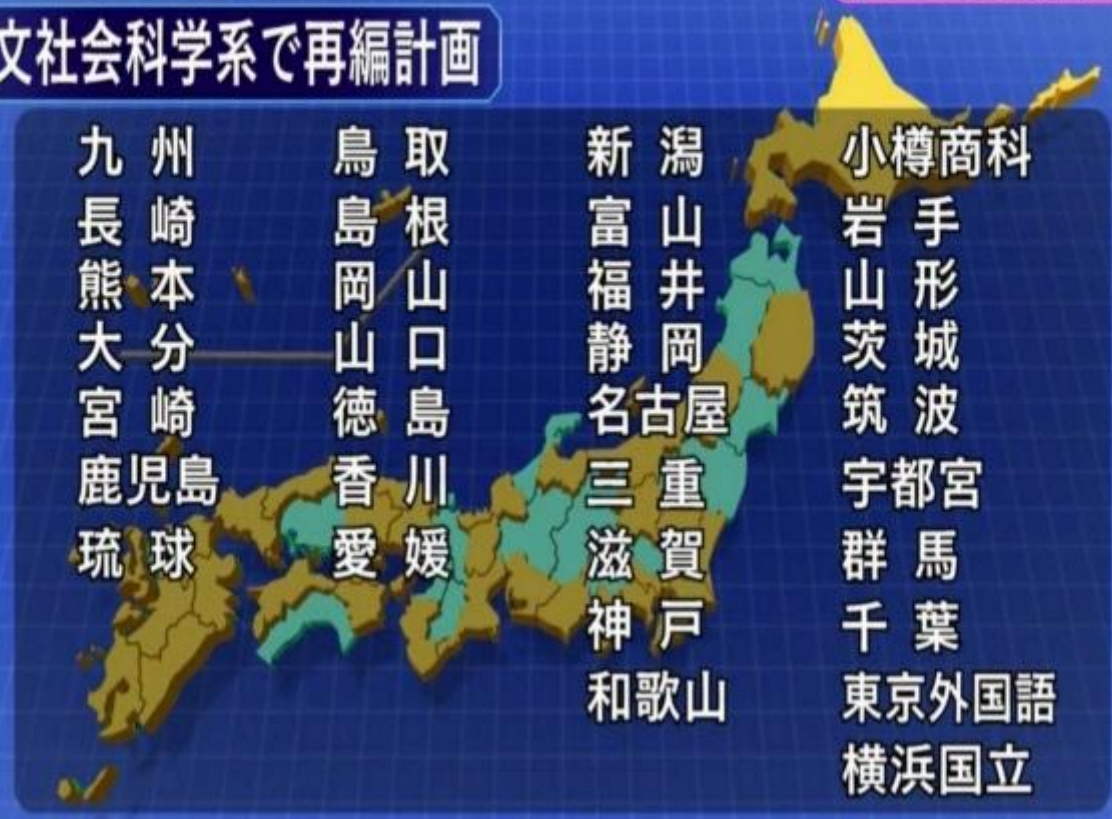 文社会科学系で再編計画
九州
長崎
熊本
大分
宮崎
鹿児島
琉球
鳥取
島根
岡山
山口
徳島
香川
愛媛
新潟
富山
福井
静岡
名古屋
三重
滋賀
神戸
和歌山
小樽商科
岩手
山形
茨城
筑波
宇都宮
群馬
千葉
東京外国語
横浜国立